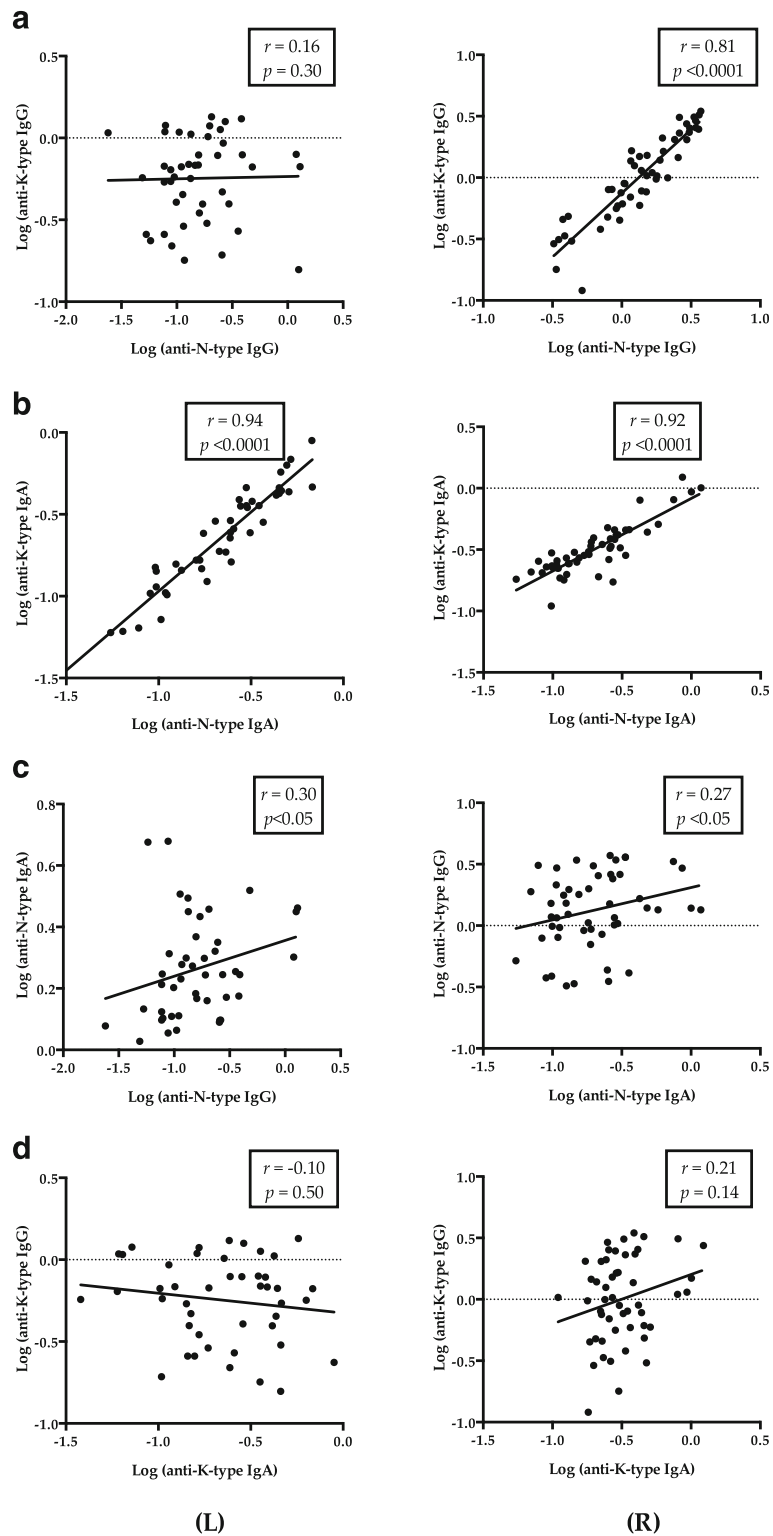 a
r = 0.16
p = 0.30
0.5
0.0
-0.5
-1.0
-2.0 -1.5 -1.0 -0.5 0.0 0.5
Log (anti-K-type IgG)
Log (anti-N-type IgG)
r = 0.81
p <0.0001
1.0
0.5
0.0
-0.5
-1.0
-1.0 -0.5 0.0 0.5 1.0
Log (anti-K-type IgG)
Log (anti-N-type IgG)
b
r = 0.94
p <0.0001
0.0
-0.5
-1.0
-1.5
-1.5 -1.0 -0.5 0.0
Log (anti-K-type IgA)
Log (anti-N-type IgA)
r = 0.92
p <0.0001
0.5
0.0
-0.5
-1.0
-1.5
-1.5 -1.0 -0.5 0.0 0.5
Log (anti-K-type IgA)
Log (anti-N-type IgA)
c
r = 0.30
p<0.05
0.8
0.6
0.4
0.2
0.0
-2.0 -1.5 -1.0 -0.5 0.0 0.5
Log (anti-N-type IgA)
Log (anti-N-type IgG)
r = 0.27
p <0.05
1.0
0.5
0.0
-0.5
-1.0
-1.5 -1.0 -0.5 0.0 0.5
Log (anti-N-type IgG)
Log (anti-N-type IgA)
d
r = -0.10
p = 0.50
0.5
0.0
-0.5
-1.0
-1.5 -1.0 -0.5 0.0
Log (anti-K-type IgG)
Log (anti-K-type IgA)
r = 0.21
p = 0.14
1.0
0.5
0.0
-0.5
-1.0
-1.5 -1.0 -0.5 0.0 0.5
Log (anti-K-type IgG)
Log (anti-K-type IgA)
(L) (R)